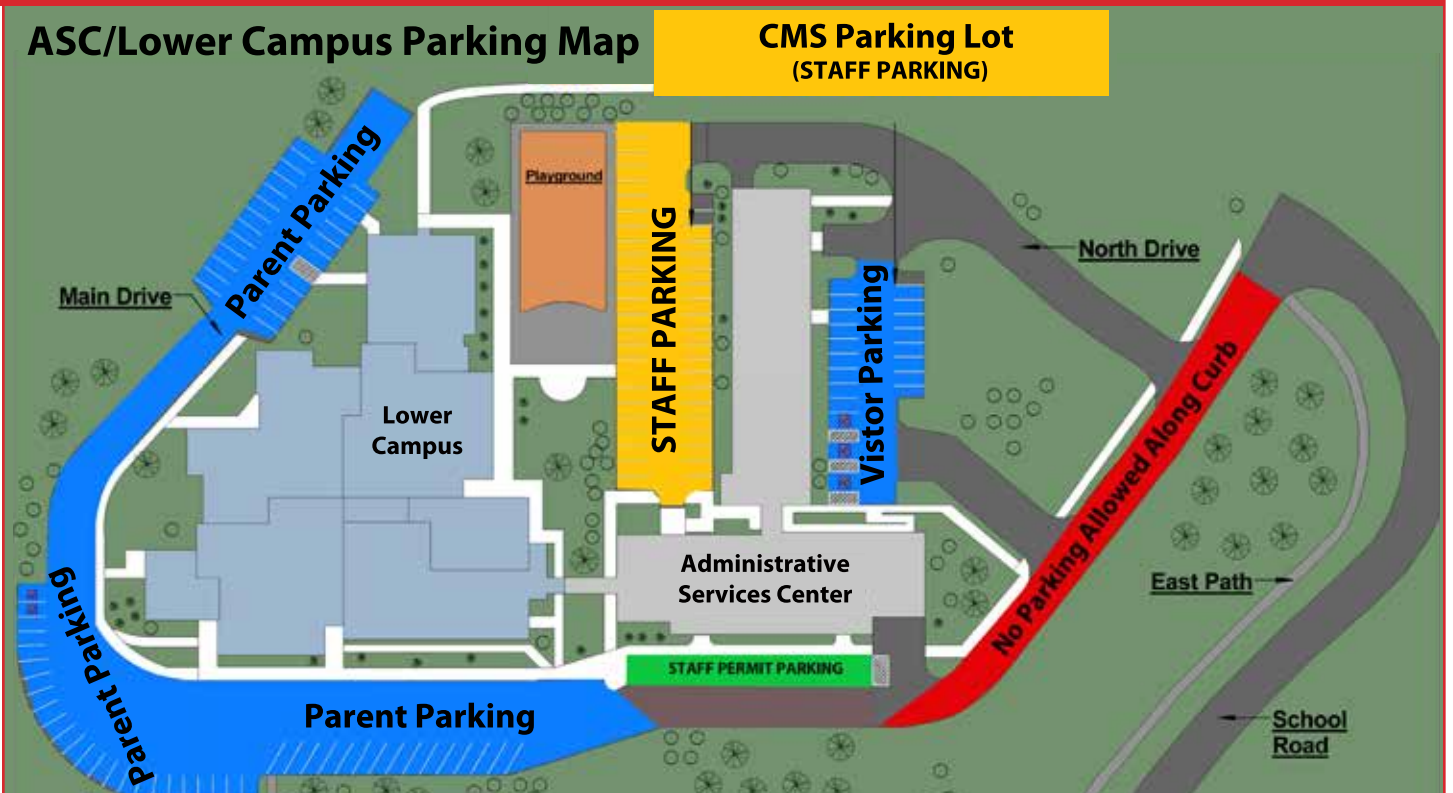 ASC/Lower Campus Parking Map
CMS Parking Lot
(STAFF PARKING)
Parent Parking
Playground
STAFF PARKING
North Drive
Main Drive
Vistor Parking
No Parking Allowed Along Curb
Lower
Campus
Administrative
Services Center
East Path
Parent Parking
STAFF PERMIT PARKING
Parent Parking
School
Road